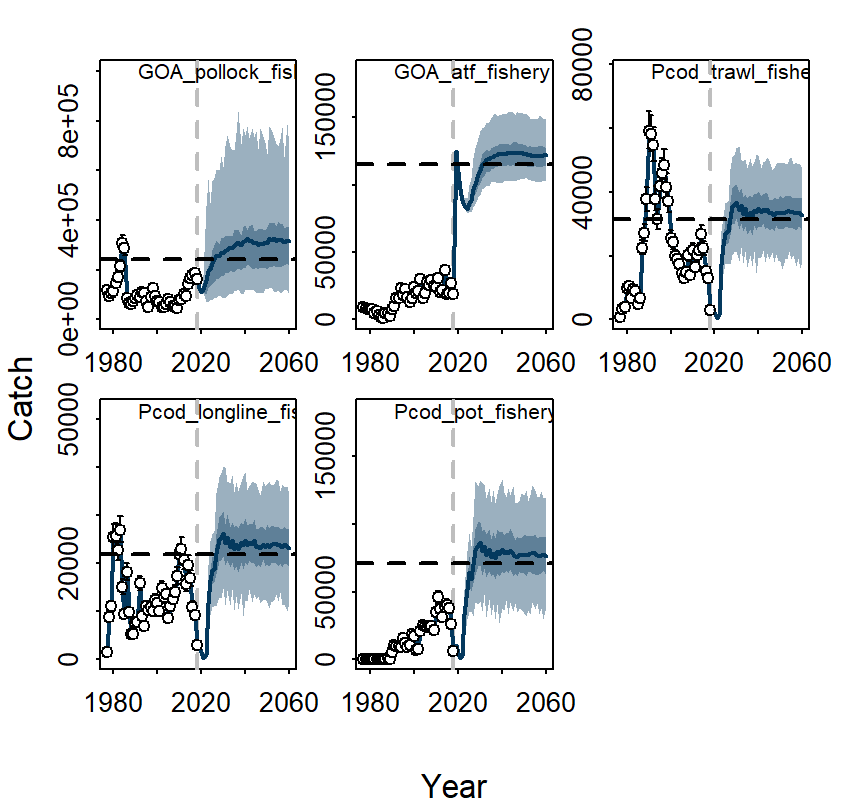 GOA_pollock_fis
GOA_atf_fishery
Pcod_trawl_fishe
0e+00 4e+05 8e+05
0 50000 150000
0 40000 80000
1980 2020 2060
1980 2020 2060
1980 2020 2060
Catch
Pcod_longline_fis
Pcod_pot_fishery
0 20000 50000
0 50000 150000
1980 2020 2060
1980 2020 2060
Year